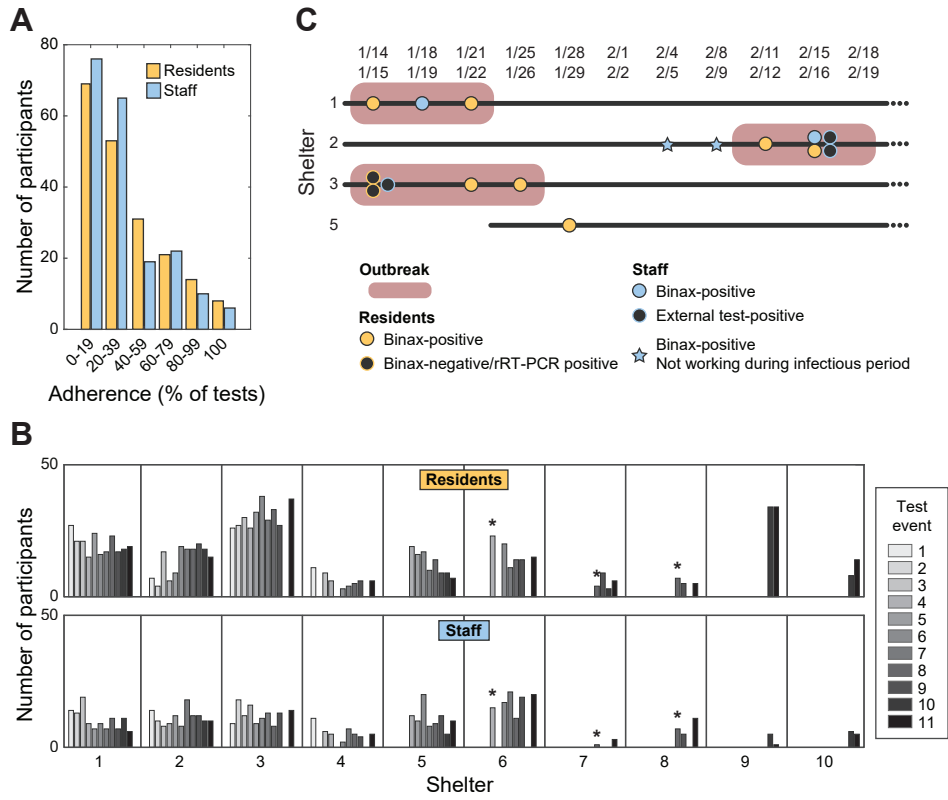 A
Number of participants
80
60
40
20
0
Residents
Staff
0-19
20-39
40-59
60-79
80-99
100
Adherence (% of tests)
C
1/14 1/18 1/21 1/25 1/28 2/1 2/4 2/8 2/11 2/15 2/18
1/15 1/19 1/22 1/26 1/29 2/2 2/5 2/9 2/12 2/16 2/19
Shelter
1
2
3
5
Outbreak
Residents
Binax-positive
Binax-negative/rRT-PCR positive
Staff
Binax-positive
External test-positive
Binax-positive
Not working during infectious period
B
Number of participants
50
0
Residents
*
*
*
Number of participants
50
0
Staff
*
*
*
1 2 3 4 5 6 7 8 9 10
Shelter
Test
event
1
2
3
4
5
6
7
8
9
10
11